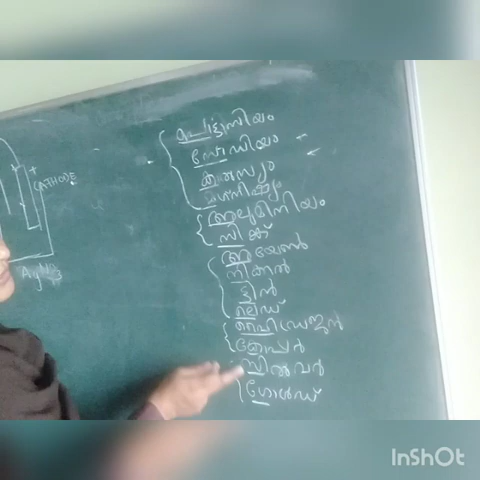 +
CATHODE
പൊട്ടാസിയം
സോഡിയം
കാത്സ്യം
മഗ്നീഷ്യം
അലുമിനിയം
സിങ്ക്
അയേൺ
നിക്കൽ
ടിൻ
ലെഡ്
ഹൈഡ്രജൻ
കോപ്പർ
സിൽവർ
ഗോൾഡ്
InShOt